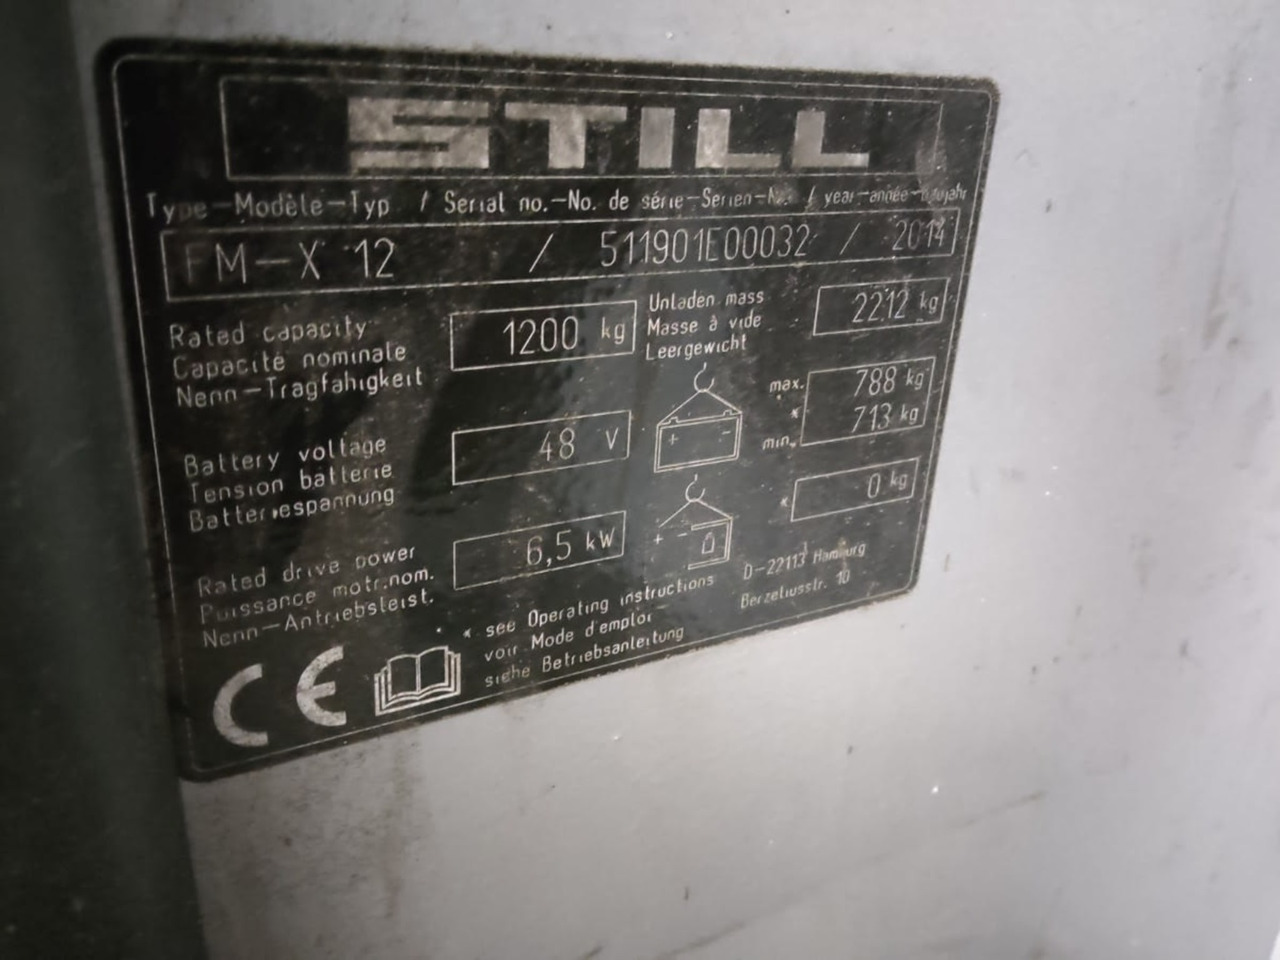 STILL
Type-Modèle-Typ / Serial no.-No. de série-Serien-Nr. / year-année-Baujahr
FM-X 12 / 511901E00032 / 2014
Rated capacity
Capacité nominale
Nenn-Tragfähigkeit
1200 kg
Unladen mass
Masse à vide
Leergewicht
2212 kg
Battery voltage
Tension batterie
Batteriespannung
48 V
+ -
max. 788 kg
*
min. 713 kg
Rated drive power
Puissance motr.nom.
Nenn-Antriebsleist.
6,5 kW
+ -
* 0 kg
CE
* see Operating instructions
voir Mode d'emploi
siehe Betriebsanleitung
D-22113 Hamburg
Berzeliusstr. 10